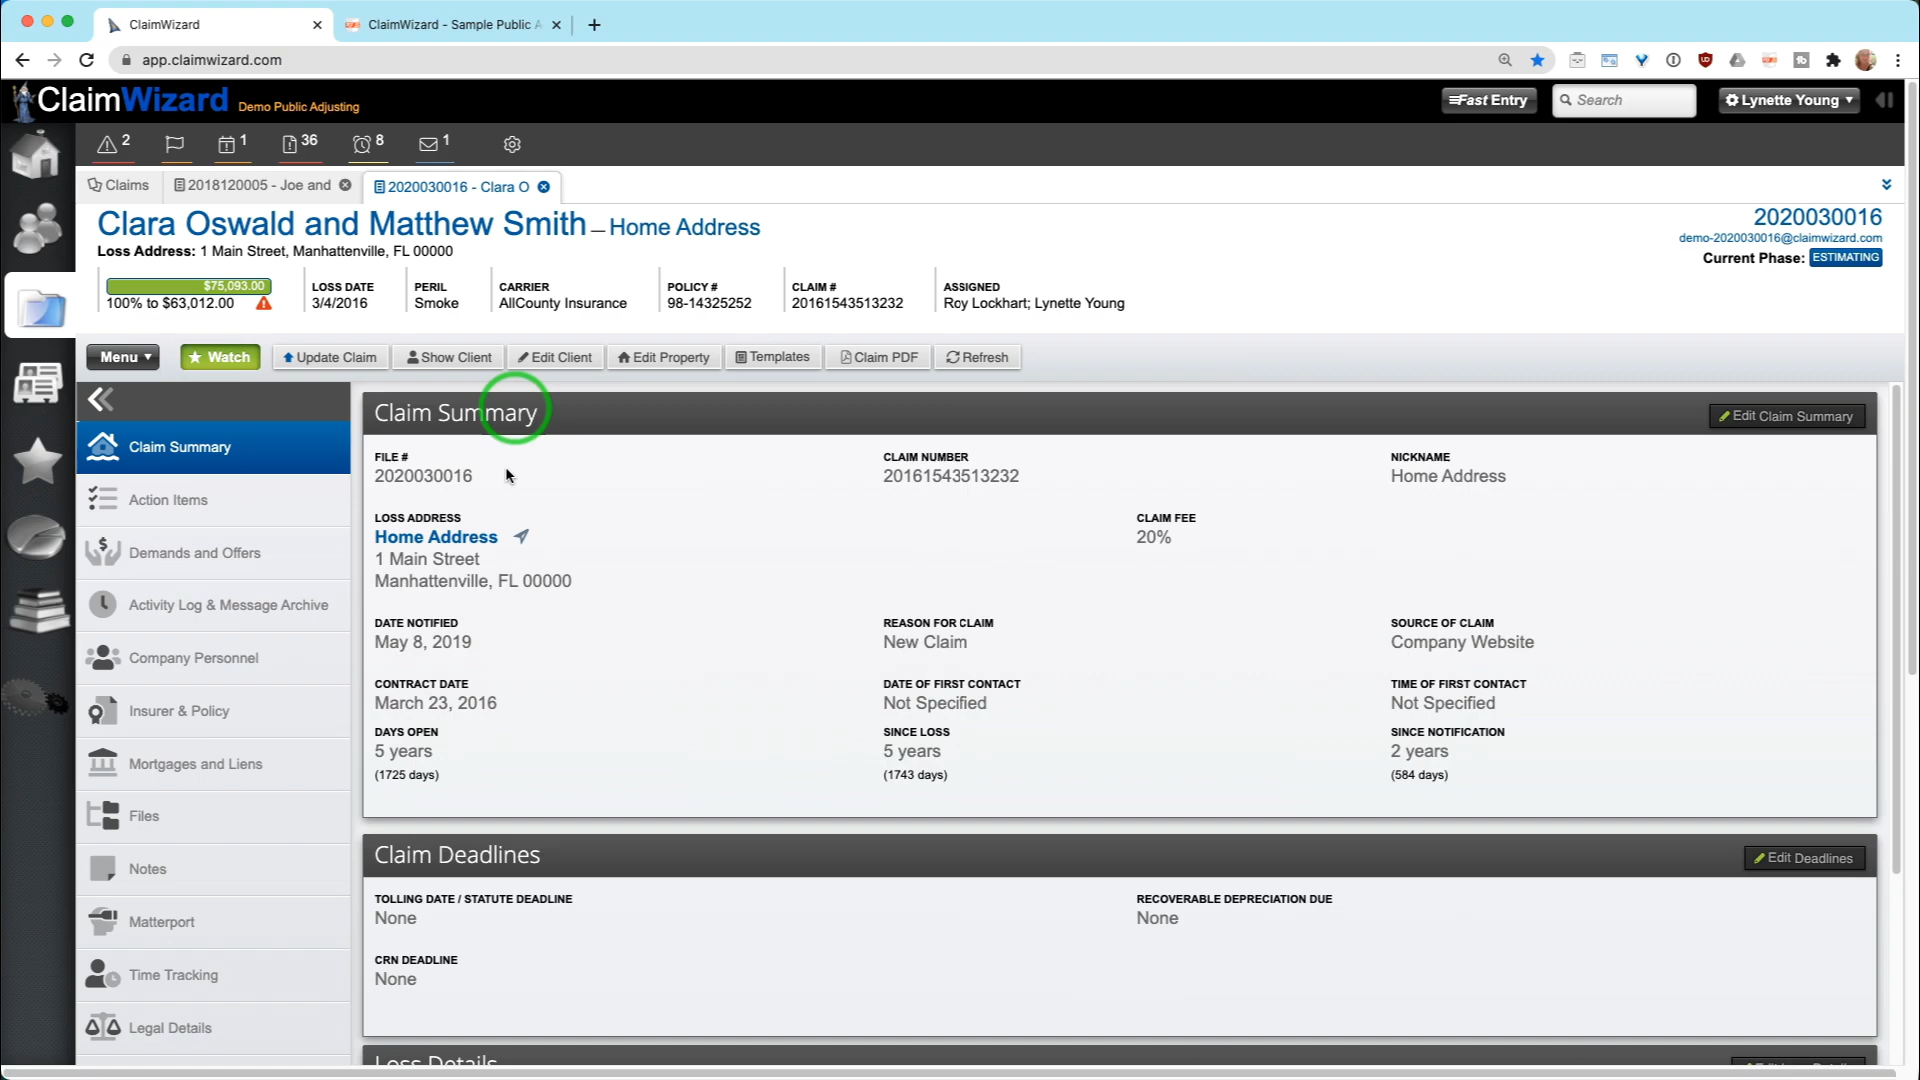 ClaimWizard
ClaimWizard - Sample Public A
app.claimwizard.com
ClaimWizard Demo Public Adjusting
Fast Entry
Search
Lynette Young
2
1
36
8
1
Claims
2018120005 - Joe and
2020030016 - Clara O
Clara Oswald and Matthew Smith – Home Address
2020030016
Loss Address: 1 Main Street, Manhattenville, FL 00000
demo-2020030016@claimwizard.com
Current Phase: ESTIMATING
$75,093.00
100% to $63,012.00
LOSS DATE
3/4/2016
PERIL
Smoke
CARRIER
AllCounty Insurance
POLICY #
98-14325252
CLAIM #
20161543513232
ASSIGNED
Roy Lockhart; Lynette Young
Menu
Watch
Update Claim
Show Client
Edit Client
Edit Property
Templates
Claim PDF
Refresh
Claim Summary
Action Items
Demands and Offers
Activity Log & Message Archive
Company Personnel
Insurer & Policy
Mortgages and Liens
Files
Notes
Matterport
Time Tracking
Legal Details
Claim Summary
Edit Claim Summary
FILE #
2020030016
CLAIM NUMBER
20161543513232
NICKNAME
Home Address
LOSS ADDRESS
Home Address
1 Main Street
Manhattenville, FL 00000
CLAIM FEE
20%
DATE NOTIFIED
May 8, 2019
REASON FOR CLAIM
New Claim
SOURCE OF CLAIM
Company Website
CONTRACT DATE
March 23, 2016
DATE OF FIRST CONTACT
Not Specified
TIME OF FIRST CONTACT
Not Specified
DAYS OPEN
5 years
(1725 days)
SINCE LOSS
5 years
(1743 days)
SINCE NOTIFICATION
2 years
(584 days)
Claim Deadlines
Edit Deadlines
TOLLING DATE / STATUTE DEADLINE
None
RECOVERABLE DEPRECIATION DUE
None
CRN DEADLINE
None
Loss Details